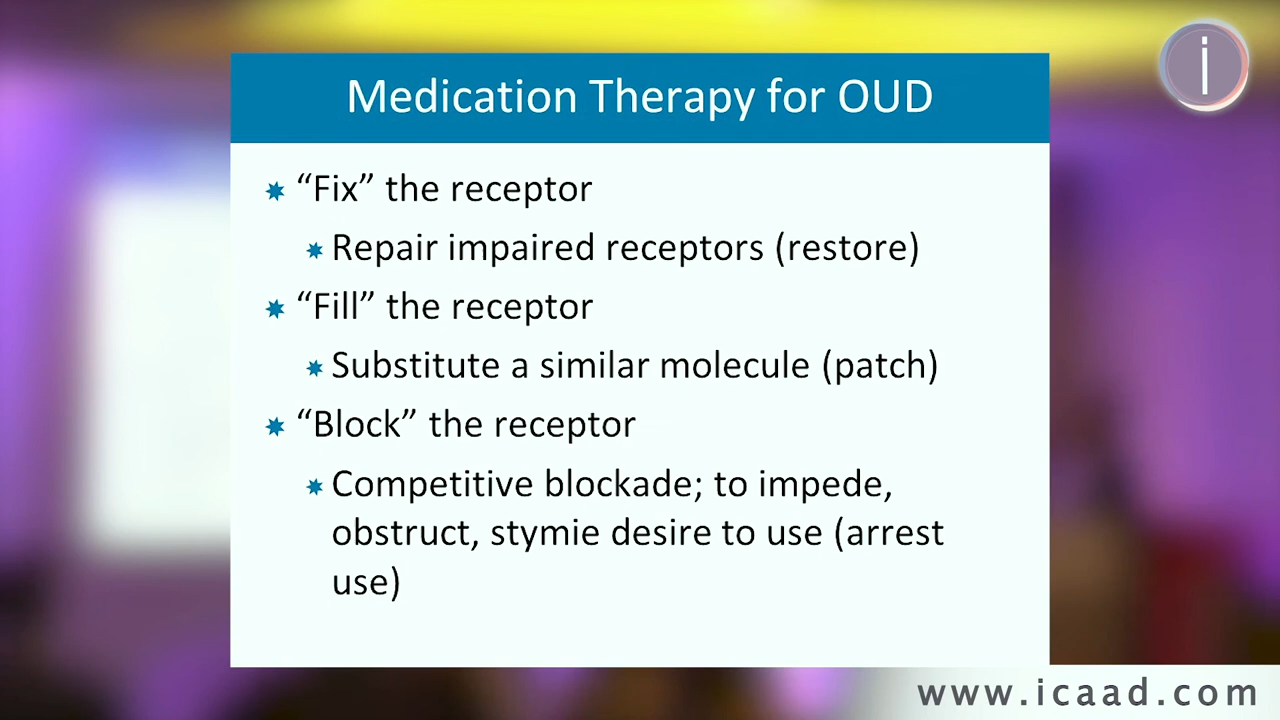 i
Medication Therapy for OUD
“Fix” the receptor
Repair impaired receptors (restore)
“Fill” the receptor
Substitute a similar molecule (patch)
“Block” the receptor
Competitive blockade; to impede,
obstruct, stymie desire to use (arrest
use)
www.icaad.com